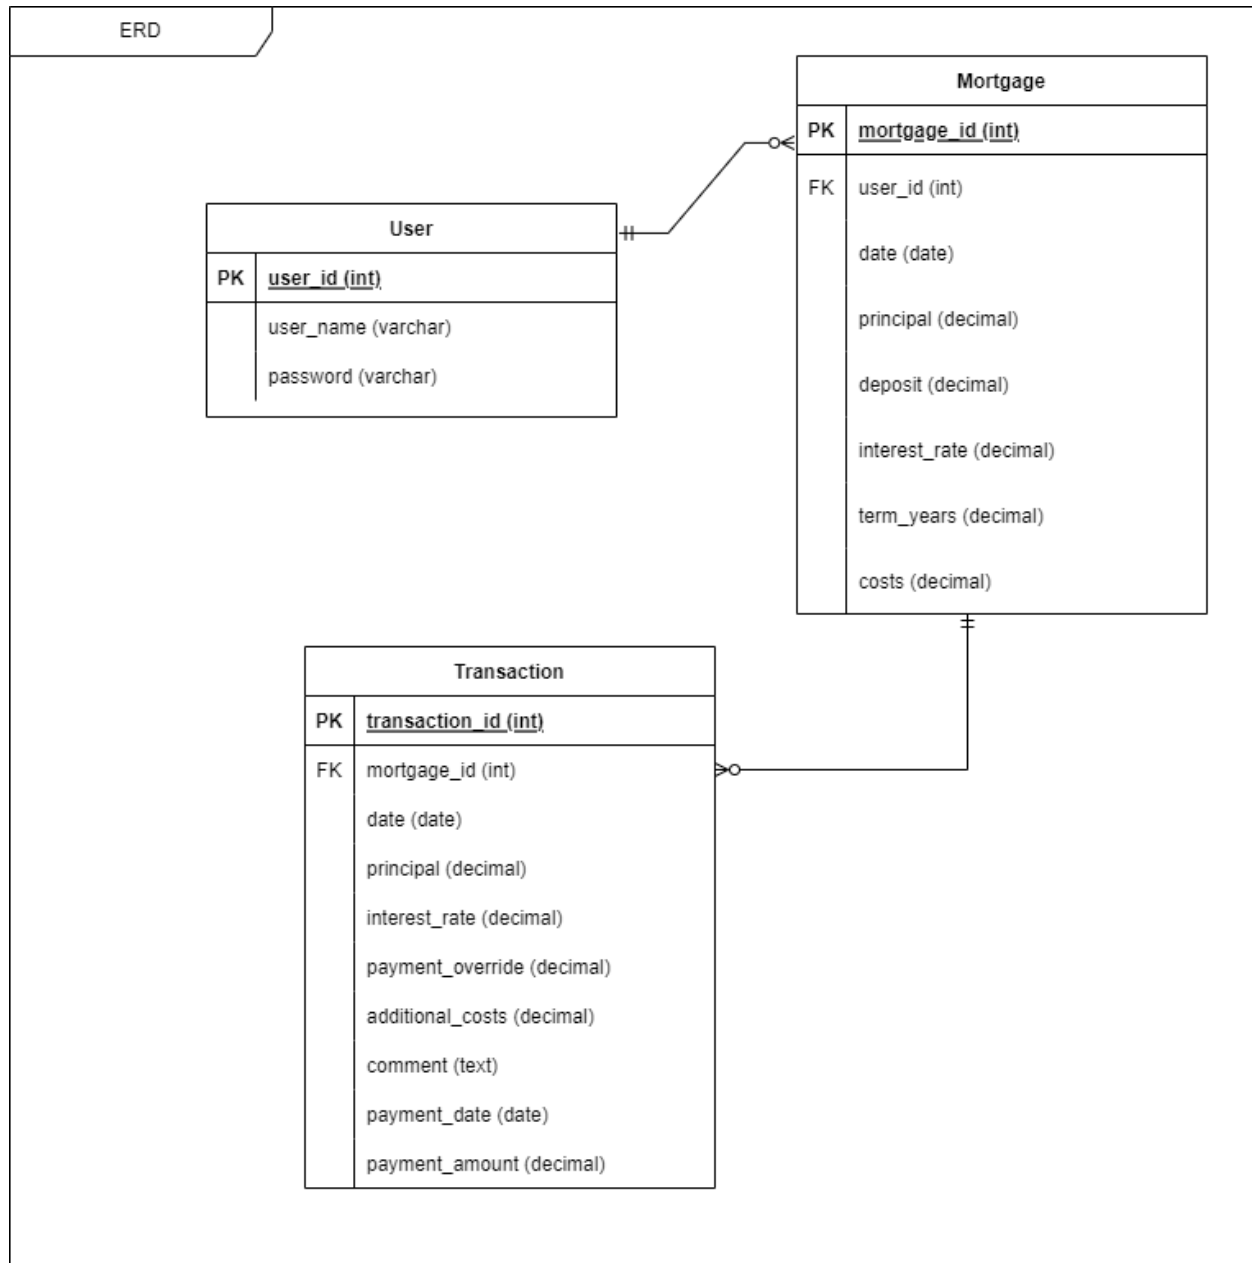 ERD
Mortgage
PK mortgage_id (int)
FK user_id (int)
date (date)
principal (decimal)
deposit (decimal)
interest_rate (decimal)
term_years (decimal)
costs (decimal)
User
PK user_id (int)
user_name (varchar)
password (varchar)
Transaction
PK transaction_id (int)
FK mortgage_id (int)
date (date)
principal (decimal)
interest_rate (decimal)
payment_override (decimal)
additional_costs (decimal)
comment (text)
payment_date (date)
payment_amount (decimal)